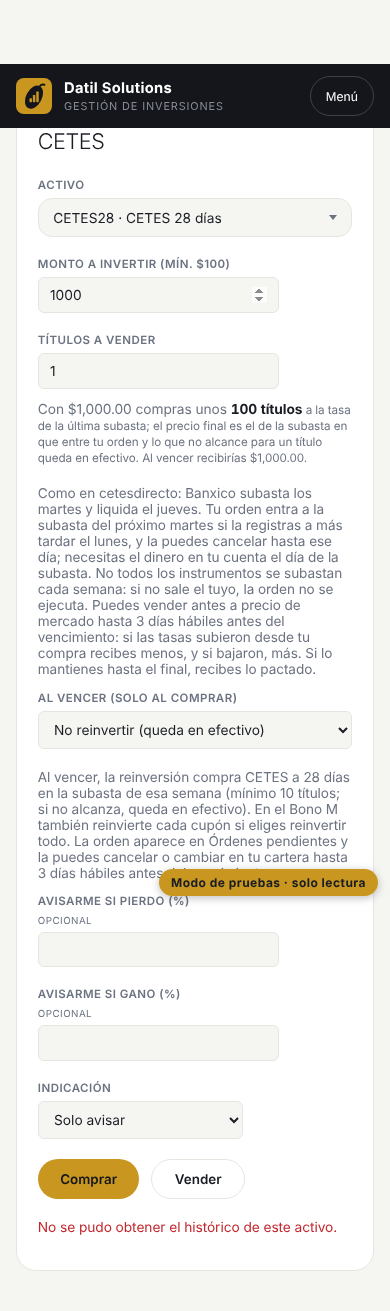 Datil Solutions
GESTIÓN DE INVERSIONES
Menú
CETES
ACTIVO
CETES28 · CETES 28 días
MONTO A INVERTIR (MÍN. $100)
1000
TÍTULOS A VENDER
1
Con $1,000.00 compras unos 100 títulos a la tasa
de la última subasta; el precio final es el de la subasta en
que entre tu orden y lo que no alcance para un título
queda en efectivo. Al vencer recibirías $1,000.00.
Como en cetesdirecto: Banxico subasta los
martes y liquida el jueves. Tu orden entra a la
subasta del próximo martes si la registras a más
tardar el lunes, y la puedes cancelar hasta ese
día; necesitas el dinero en tu cuenta el día de la
subasta. No todos los instrumentos se subastan
cada semana: si no sale el tuyo, la orden no se
ejecuta. Puedes vender antes a precio de
mercado hasta 3 días hábiles antes del
vencimiento: si las tasas subieron desde tu
compra recibes menos, y si bajaron, más. Si lo
mantienes hasta el final, recibes lo pactado.
AL VENCER (SOLO AL COMPRAR)
No reinvertir (queda en efectivo)
Al vencer, la reinversión compra CETES a 28 días
en la subasta de esa semana (mínimo 10 títulos;
si no alcanza, queda en efectivo). En el Bono M
también reinvierte cada cupón si eliges reinvertir
todo. La orden aparece en Órdenes pendientes y
la puedes cancelar o cambiar en tu cartera hasta
3 días hábiles antes
Modo de pruebas · solo lectura
AVISARME SI PIERDO (%)
OPCIONAL
AVISARME SI GANO (%)
OPCIONAL
INDICACIÓN
Solo avisar
Comprar
Vender
No se pudo obtener el histórico de este activo.